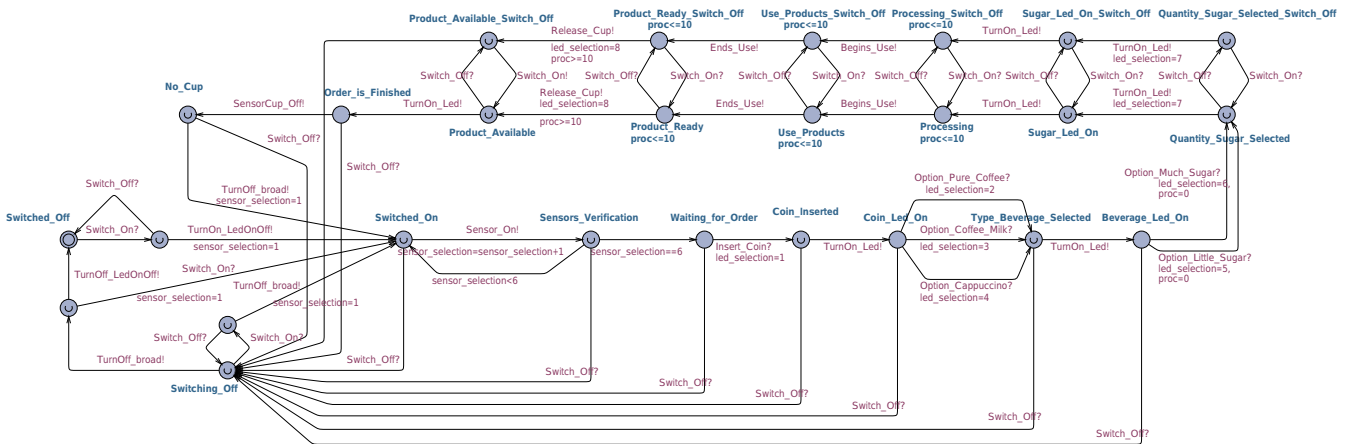 Product_Available_Switch_Off
Product_Ready_Switch_Off
proc<=10
Use_Products_Switch_Off
proc<=10
Processing_Switch_Off
proc<=10
Sugar_Led_On_Switch_Off
Quantity_Sugar_Selected_Switch_Off
Release_Cup!
led_selection=8
proc>=10
Ends_Use!
Begins_Use!
TurnOn_Led!
TurnOn_Led!
led_selection=7
Switch_Off?
Switch_On!
Switch_Off?
Switch_On?
Switch_Off?
Switch_On?
Switch_Off?
Switch_On?
Switch_Off?
Switch_On?
Switch_Off?
Switch_On?
No_Cup
Order_is_Finished
SensorCup_Off!
TurnOn_Led!
Release_Cup!
led_selection=8
proc>=10
Ends_Use!
Begins_Use!
TurnOn_Led!
TurnOn_Led!
led_selection=7
Product_Available
Product_Ready
proc<=10
Use_Products
proc<=10
Processing
proc<=10
Sugar_Led_On
Quantity_Sugar_Selected
Switch_Off?
Switch_Off?
Switch_Off?
TurnOff_broad!
sensor_selection=1
Option_Pure_Coffee?
led_selection=2
Option_Much_Sugar?
led_selection=6,
proc=0
Switched_Off
Switch_On?
TurnOn_LedOnOff!
sensor_selection=1
Switched_On
Sensor_On!
sensor_selection=sensor_selection+1
Sensors_Verification
sensor_selection==6
Waiting_for_Order
Insert_Coin?
led_selection=1
Coin_Inserted
TurnOn_Led!
Coin_Led_On
Option_Coffee_Milk?
led_selection=3
Type_Beverage_Selected
TurnOn_Led!
Beverage_Led_On
Option_Little_Sugar?
led_selection=5,
proc=0
sensor_selection<6
Option_Cappuccino?
led_selection=4
TurnOff_LedOnOff!
Switch_On?
sensor_selection=1
TurnOff_broad!
sensor_selection=1
Switch_Off?
Switch_On?
TurnOff_broad!
Switching_Off
Switch_Off?
Switch_Off?
Switch_Off?
Switch_Off?
Switch_Off?
Switch_Off?
Switch_Off?